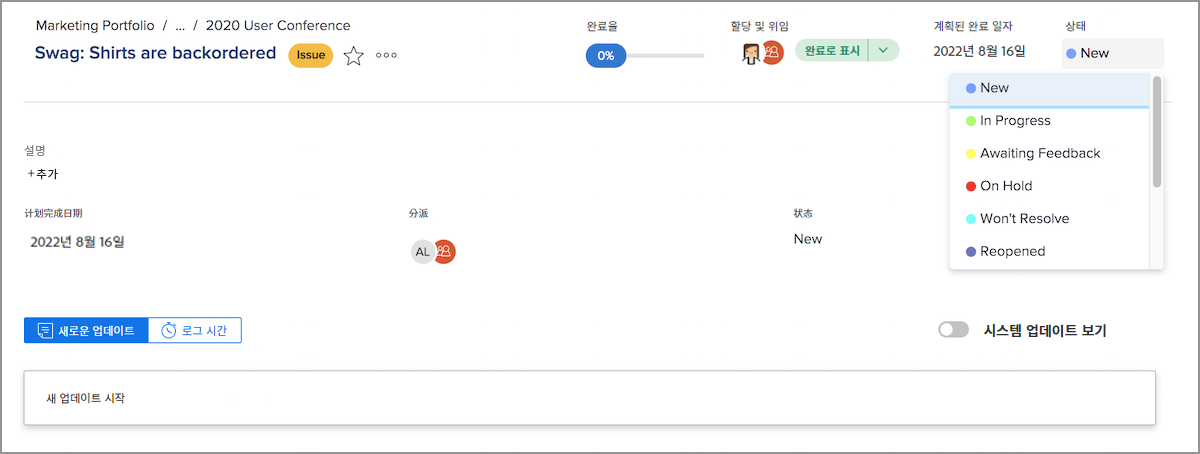 Marketing Portfolio / ... / 2020 User Conference
Swag: Shirts are backordered
Issue
완료율
0%
할당 및 위임
완료로 표시
계획된 완료 일자
2022년 8월 16일
상태
New
New
In Progress
Awaiting Feedback
On Hold
Won't Resolve
Reopened
설명
+추가
计划完成日期
2022년 8월 16일
分派
AL
状态
New
새로운 업데이트
로그 시간
시스템 업데이트 보기
새 업데이트 시작